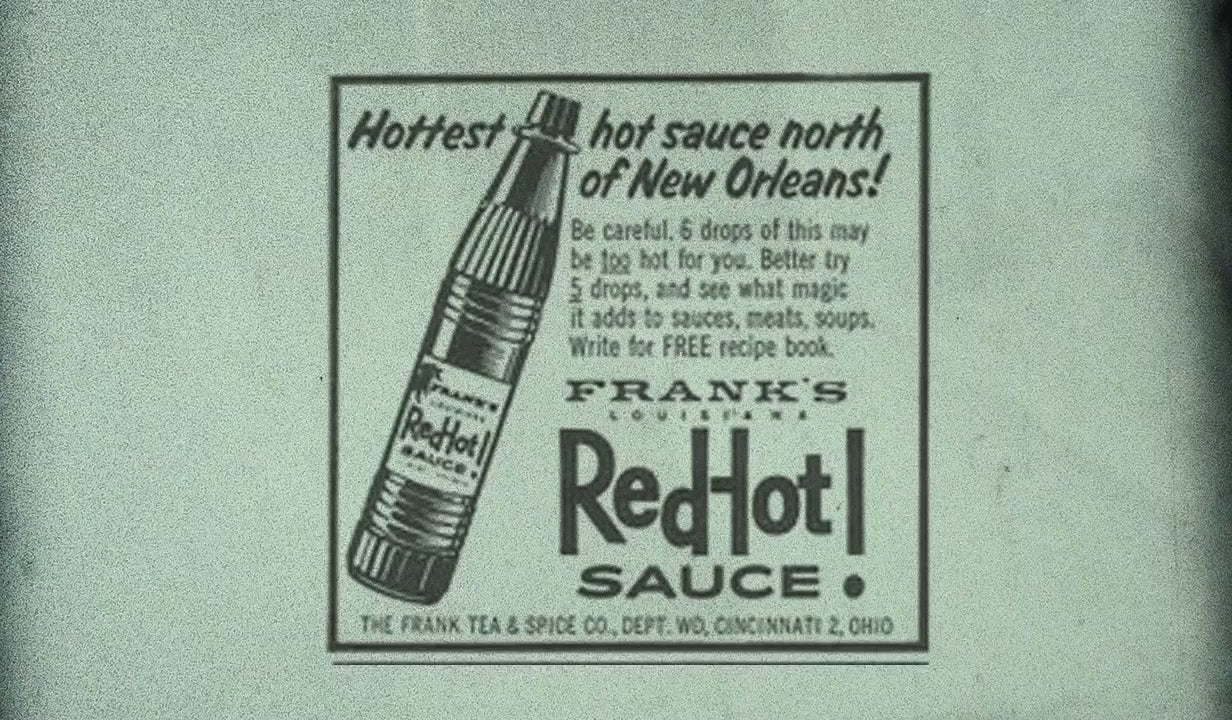 Hottest hot sauce north
of New Orleans!
Be careful. 6 drops of this may
be too hot for you. Better try
5 drops, and see what magic
it adds to sauces, meats, soups.
Write for FREE recipe book.
FRANK'S
LOUISIANA
RedHot!
SAUCE.
FRANK'S
LOUISIANA
RedHot!
SAUCE.
THE FRANK TEA & SPICE CO., DEPT. WD, CINCINNATI 2, OHIO